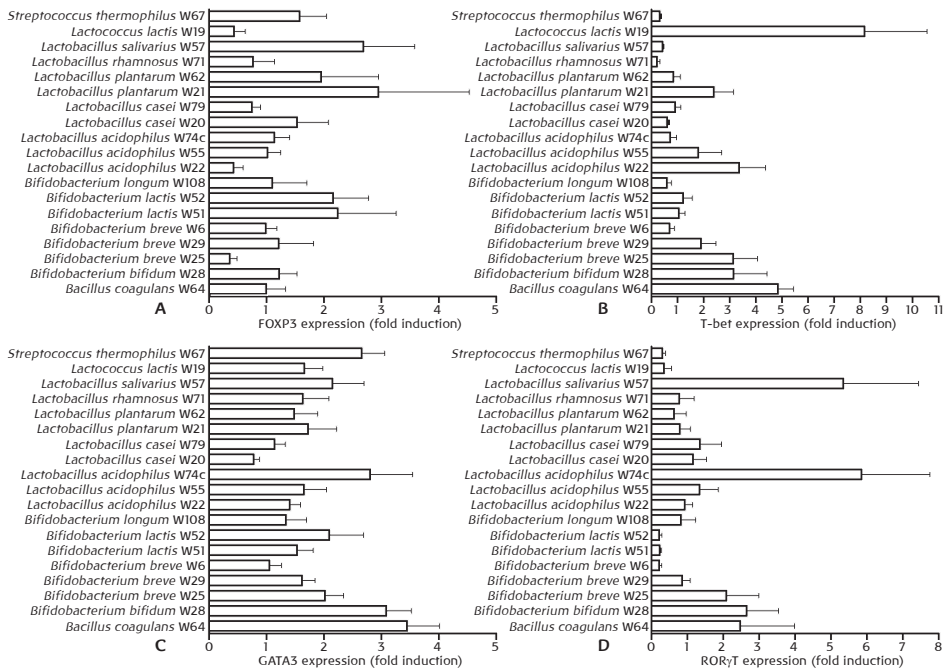 Streptococcus thermophilus W67
Lactococcus lactis W19
Lactobacillus salivarius W57
Lactobacillus rhamnosus W71
Lactobacillus plantarum W62
Lactobacillus plantarum W21
Lactobacillus casei W79
Lactobacillus casei W20
Lactobacillus acidophilus W74c
Lactobacillus acidophilus W55
Lactobacillus acidophilus W22
Bifidobacterium longum W108
Bifidobacterium lactis W52
Bifidobacterium lactis W51
Bifidobacterium breve W6
Bifidobacterium breve W29
Bifidobacterium breve W25
Bifidobacterium bifidum W28
Bacillus coagulans W64
0 1 2 3 4 5
A FOXP3 expression (fold induction)
Streptococcus thermophilus W67
Lactococcus lactis W19
Lactobacillus salivarius W57
Lactobacillus rhamnosus W71
Lactobacillus plantarum W62
Lactobacillus plantarum W21
Lactobacillus casei W79
Lactobacillus casei W20
Lactobacillus acidophilus W74c
Lactobacillus acidophilus W55
Lactobacillus acidophilus W22
Bifidobacterium longum W108
Bifidobacterium lactis W52
Bifidobacterium lactis W51
Bifidobacterium breve W6
Bifidobacterium breve W29
Bifidobacterium breve W25
Bifidobacterium bifidum W28
Bacillus coagulans W64
0 1 2 3 4 5 6 7 8 9 10 11
B T-bet expression (fold induction)
Streptococcus thermophilus W67
Lactococcus lactis W19
Lactobacillus salivarius W57
Lactobacillus rhamnosus W71
Lactobacillus plantarum W62
Lactobacillus plantarum W21
Lactobacillus casei W79
Lactobacillus casei W20
Lactobacillus acidophilus W74c
Lactobacillus acidophilus W55
Lactobacillus acidophilus W22
Bifidobacterium longum W108
Bifidobacterium lactis W52
Bifidobacterium lactis W51
Bifidobacterium breve W6
Bifidobacterium breve W29
Bifidobacterium breve W25
Bifidobacterium bifidum W28
Bacillus coagulans W64
0 1 2 3 4 5
C GATA3 expression (fold induction)
Streptococcus thermophilus W67
Lactococcus lactis W19
Lactobacillus salivarius W57
Lactobacillus rhamnosus W71
Lactobacillus plantarum W62
Lactobacillus plantarum W21
Lactobacillus casei W79
Lactobacillus casei W20
Lactobacillus acidophilus W74c
Lactobacillus acidophilus W55
Lactobacillus acidophilus W22
Bifidobacterium longum W108
Bifidobacterium lactis W52
Bifidobacterium lactis W51
Bifidobacterium breve W6
Bifidobacterium breve W29
Bifidobacterium breve W25
Bifidobacterium bifidum W28
Bacillus coagulans W64
0 1 2 3 4 5 6 7 8
D RORγT expression (fold induction)